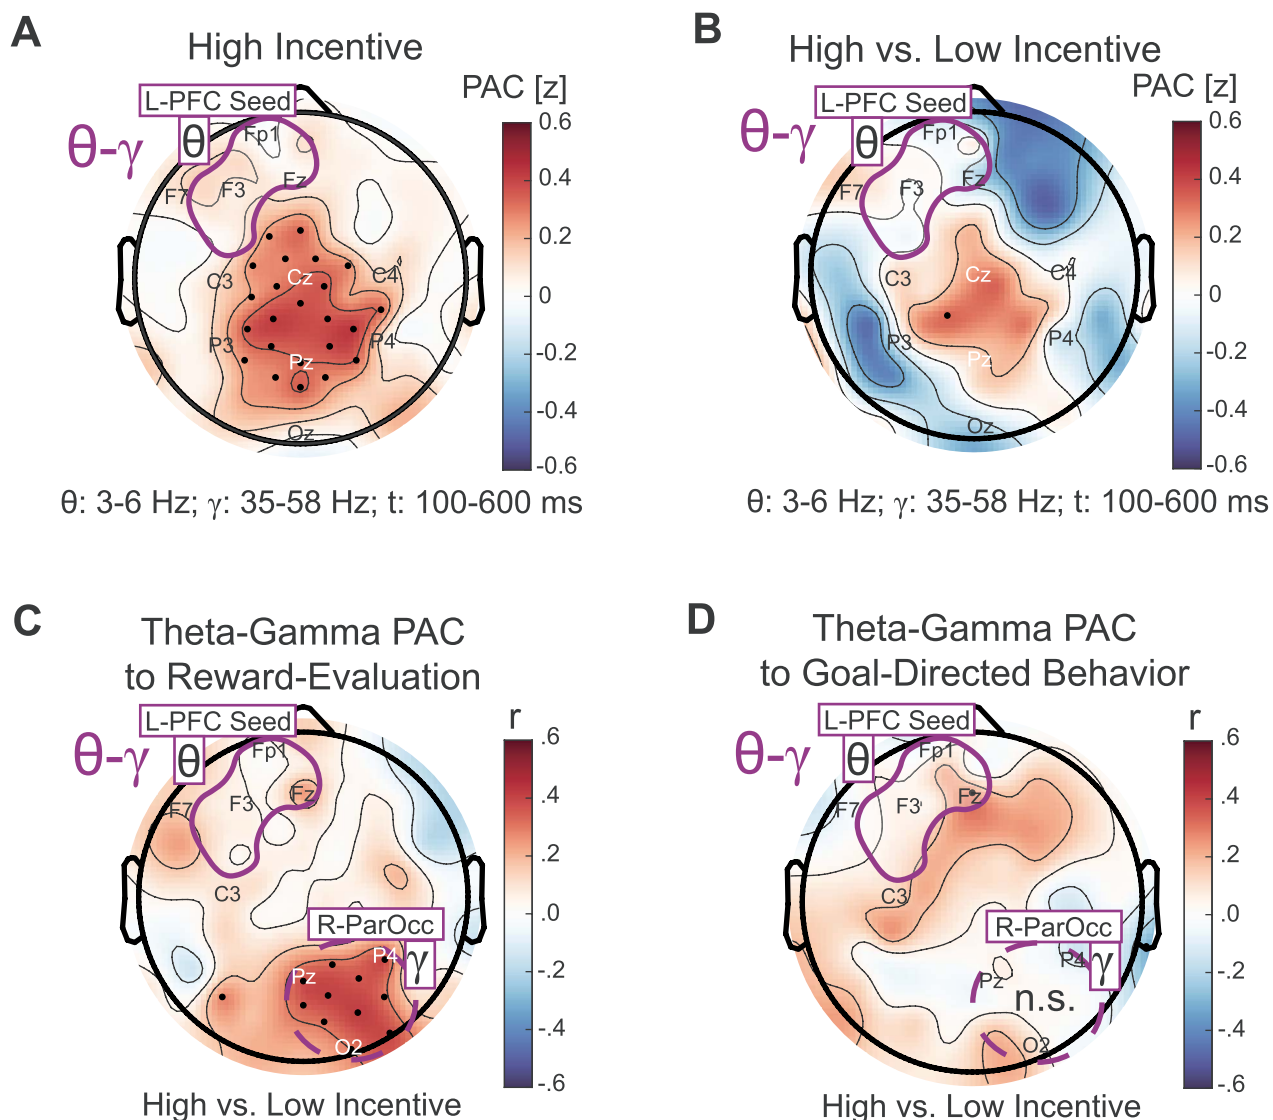 A
High Incentive
L-PFC Seed
PAC [z]
θ-γ
θ
Fp1
F7
F3
Fz
C3
Cz
C4
P3
Pz
P4
Oz
0.6
0.4
0.2
0
-0.2
-0.4
-0.6
θ: 3-6 Hz; γ: 35-58 Hz; t: 100-600 ms
B
High vs. Low Incentive
L-PFC Seed
PAC [z]
θ-γ
θ
Fp1
F7
F3
Fz
C3
Cz
C4
P3
Pz
P4
Oz
0.6
0.4
0.2
0
-0.2
-0.4
-0.6
θ: 3-6 Hz; γ: 35-58 Hz; t: 100-600 ms
C
Theta-Gamma PAC
to Reward-Evaluation
L-PFC Seed
r
θ-γ
θ
Fp1
F7
F3
Fz
C3
R-ParOcc
γ
Pz
P4
O2
.6
.4
.2
.0
-.2
-.4
-.6
High vs. Low Incentive
D
Theta-Gamma PAC
to Goal-Directed Behavior
L-PFC Seed
r
θ-γ
θ
Fp1
F7
F3
Fz
C3
R-ParOcc
γ
Pz
P4
n.s.
O2
.6
.4
.2
.0
-.2
-.4
-.6
High vs. Low Incentive